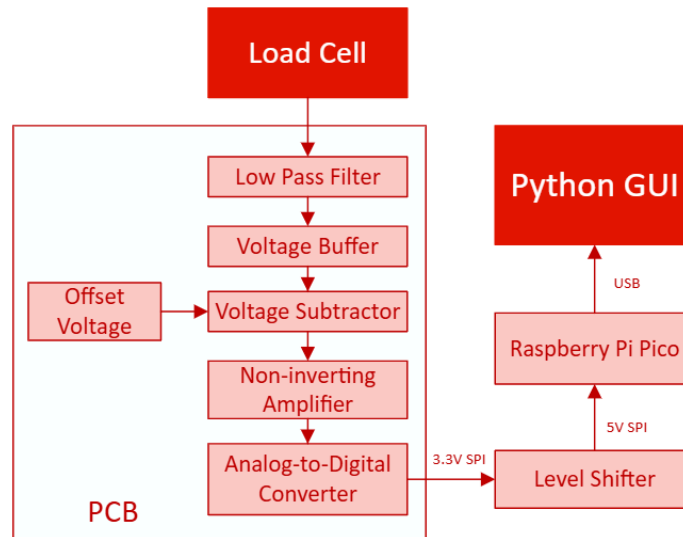 Load Cell
Low Pass Filter
Voltage Buffer
Offset
Voltage
Voltage Subtractor
Non-inverting
Amplifier
Analog-to-Digital
Converter
PCB
3.3V SPI
Level Shifter
5V SPI
Raspberry Pi Pico
USB
Python GUI